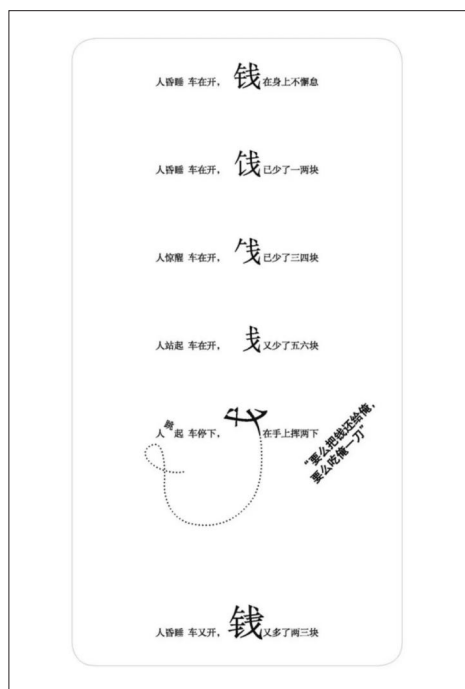 人昏睡 车在开，钱在身上不懈息
人昏睡 车在开，饯已少了一两块
人惊醒 车在开，已少了三四块
人站起 车在开，戋又少了五六块
人 起 车停下，在手上挥两下
“要么把钱还给俺，
要么吃俺一刀”
人昏睡 车又开，钱又多了两三块